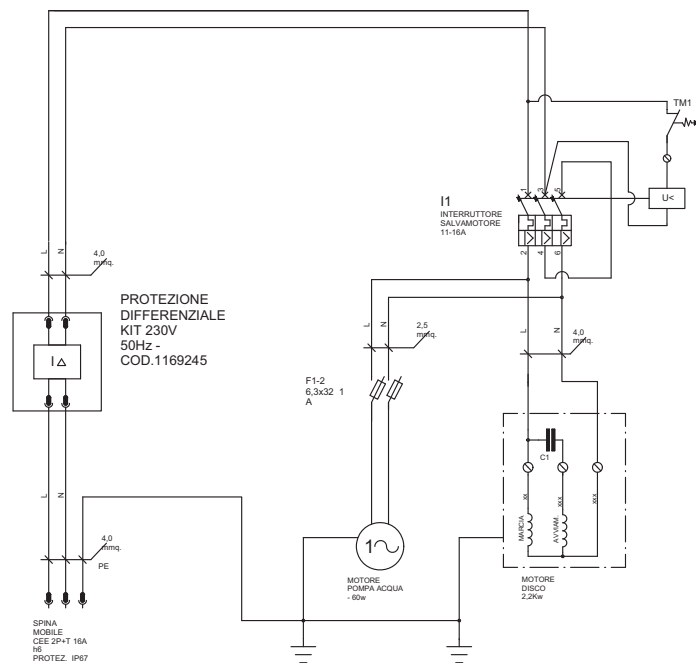 TM1
1
3
5
I1
INTERRUTTORE
SALVAMOTORE
11-16A
U<
2
4
6
L
N
4,0
mmq.
PROTEZIONE
DIFFERENZIALE
KIT 230V
50Hz -
COD.1169245
I Δ
L
N
2,5
mmq.
L
N
4,0
mmq.
F1-2
6,3x32 1
A
C1
xx
xxx
xxx
MARCIA
AVVIAM.
L
N
4,0
mmq.
PE
1
MOTORE
POMPA ACQUA
- 60w
MOTORE
DISCO
2,2Kw
SPINA
MOBILE
CEE 2P+T 16A
h6
PROTEZ. IP67